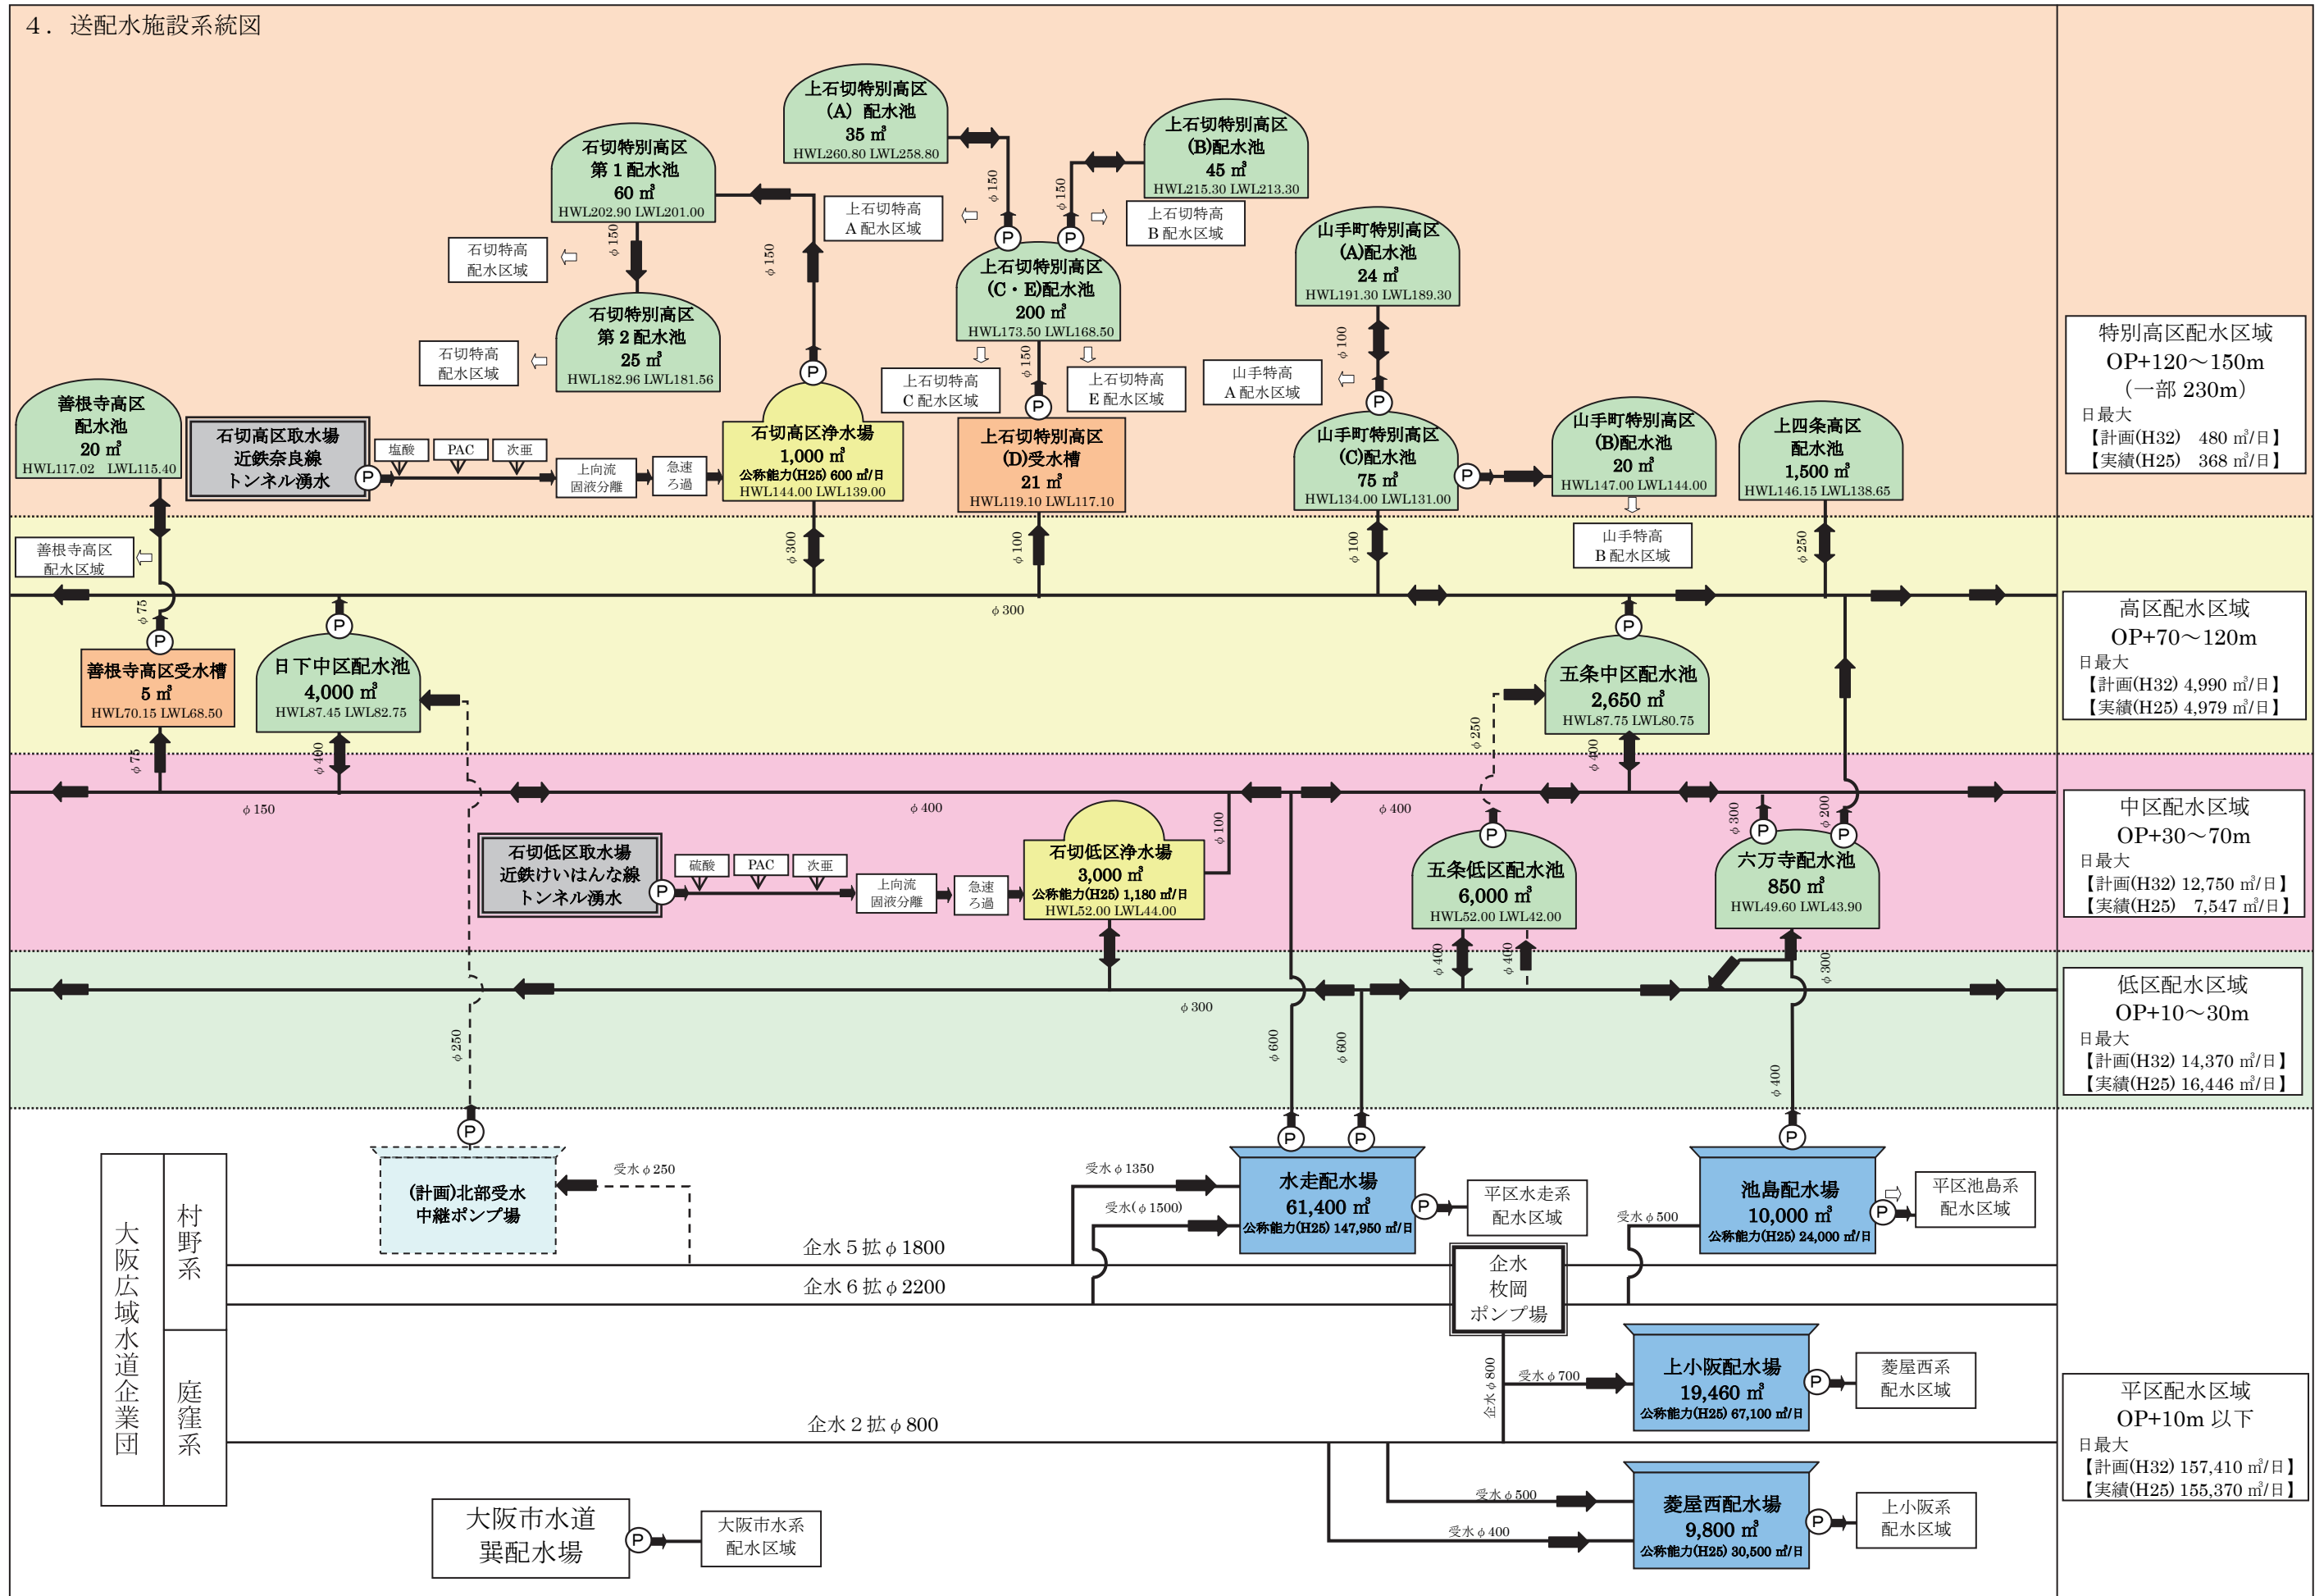 4．送配水施設系統図
上石切特別高区
(A) 配水池
35 ㎥
HWL260.80 LWL258.80
上石切特別高区
(B)配水池
45 ㎥
HWL215.30 LWL213.30
石切特別高区
第1配水池
60 ㎥
HWL202.90 LWL201.00
φ150
φ150
上石切特高
A 配水区域
上石切特高
B 配水区域
山手町特別高区
(A)配水池
24 ㎥
HWL191.30 LWL189.30
石切特高
配水区域
φ150
φ150
上石切特別高区
(C・E)配水池
200 ㎥
HWL173.50 LWL168.50
石切特別高区
第2配水池
25 ㎥
HWL182.96 LWL181.56
石切特高
配水区域
P
P
P
φ150
φ100
上石切特高
C 配水区域
上石切特高
E 配水区域
山手特高
A 配水区域
特別高区配水区域
OP+120～150m
（一部 230m）
日最大
【計画(H32)　480 ㎥/日】
【実績(H25)　368 ㎥/日】
善根寺高区
配水池
20 ㎥
HWL117.02　LWL115.40
石切高区取水場
近鉄奈良線
トンネル湧水
P
塩酸
PAC
次亜
上向流
固液分離
急速
ろ過
石切高区浄水場
1,000 ㎥
公称能力(H25) 600 ㎥/日
HWL144.00 LWL139.00
P
上石切特別高区
(D)受水槽
21 ㎥
HWL119.10 LWL117.10
P
山手町特別高区
(C)配水池
75 ㎥
HWL134.00 LWL131.00
P
山手町特別高区
(B)配水池
20 ㎥
HWL147.00 LWL144.00
上四条高区
配水池
1,500 ㎥
HWL146.15 LWL138.65
善根寺高区
配水区域
φ300
φ100
φ100
山手特高
B 配水区域
φ250
φ75
φ300
高区配水区域
OP+70～120m
日最大
【計画(H32) 4,990 ㎥/日】
【実績(H25) 4,979 ㎥/日】
P
P
P
善根寺高区受水槽
5 ㎥
HWL70.15 LWL68.50
日下中区配水池
4,000 ㎥
HWL87.45 LWL82.75
五条中区配水池
2,650 ㎥
HWL87.75 LWL80.75
φ250
φ75
φ400
φ400
φ150
φ400
φ400
中区配水区域
OP+30～70m
日最大
【計画(H32) 12,750 ㎥/日】
【実績(H25)　7,547 ㎥/日】
石切低区取水場
近鉄けいはんな線
トンネル湧水
P
硫酸
PAC
次亜
上向流
固液分離
急速
ろ過
石切低区浄水場
3,000 ㎥
公称能力(H25) 1,180 ㎥/日
HWL52.00 LWL44.00
φ100
P
五条低区配水池
6,000 ㎥
HWL52.00 LWL42.00
φ300
φ200
P
P
六万寺配水池
850 ㎥
HWL49.60 LWL43.90
φ400
φ400
φ300
φ300
低区配水区域
OP+10～30m
日最大
【計画(H32) 14,370 ㎥/日】
【実績(H25) 16,446 ㎥/日】
φ250
φ600
φ600
φ400
P
P
P
P
(計画)北部受水
中継ポンプ場
受水φ250
受水φ1350
受水(φ1500)
水走配水場
61,400 ㎥
公称能力(H25) 147,950 ㎥/日
P
平区水走系
配水区域
受水φ500
池島配水場
10,000 ㎥
公称能力(H25) 24,000 ㎥/日
P
平区池島系
配水区域
大阪広域水道企業団
村野系
庭窪系
企水5拡φ1800
企水6拡φ2200
企水
枚岡
ポンプ場
企水φ800
受水φ700
上小阪配水場
19,460 ㎥
公称能力(H25) 67,100 ㎥/日
P
菱屋西系
配水区域
企水2拡φ800
平区配水区域
OP+10m 以下
日最大
【計画(H32) 157,410 ㎥/日】
【実績(H25) 155,370 ㎥/日】
受水φ500
受水φ400
菱屋西配水場
9,800 ㎥
公称能力(H25) 30,500 ㎥/日
P
上小阪系
配水区域
大阪市水道
巽配水場
P
大阪市水系
配水区域